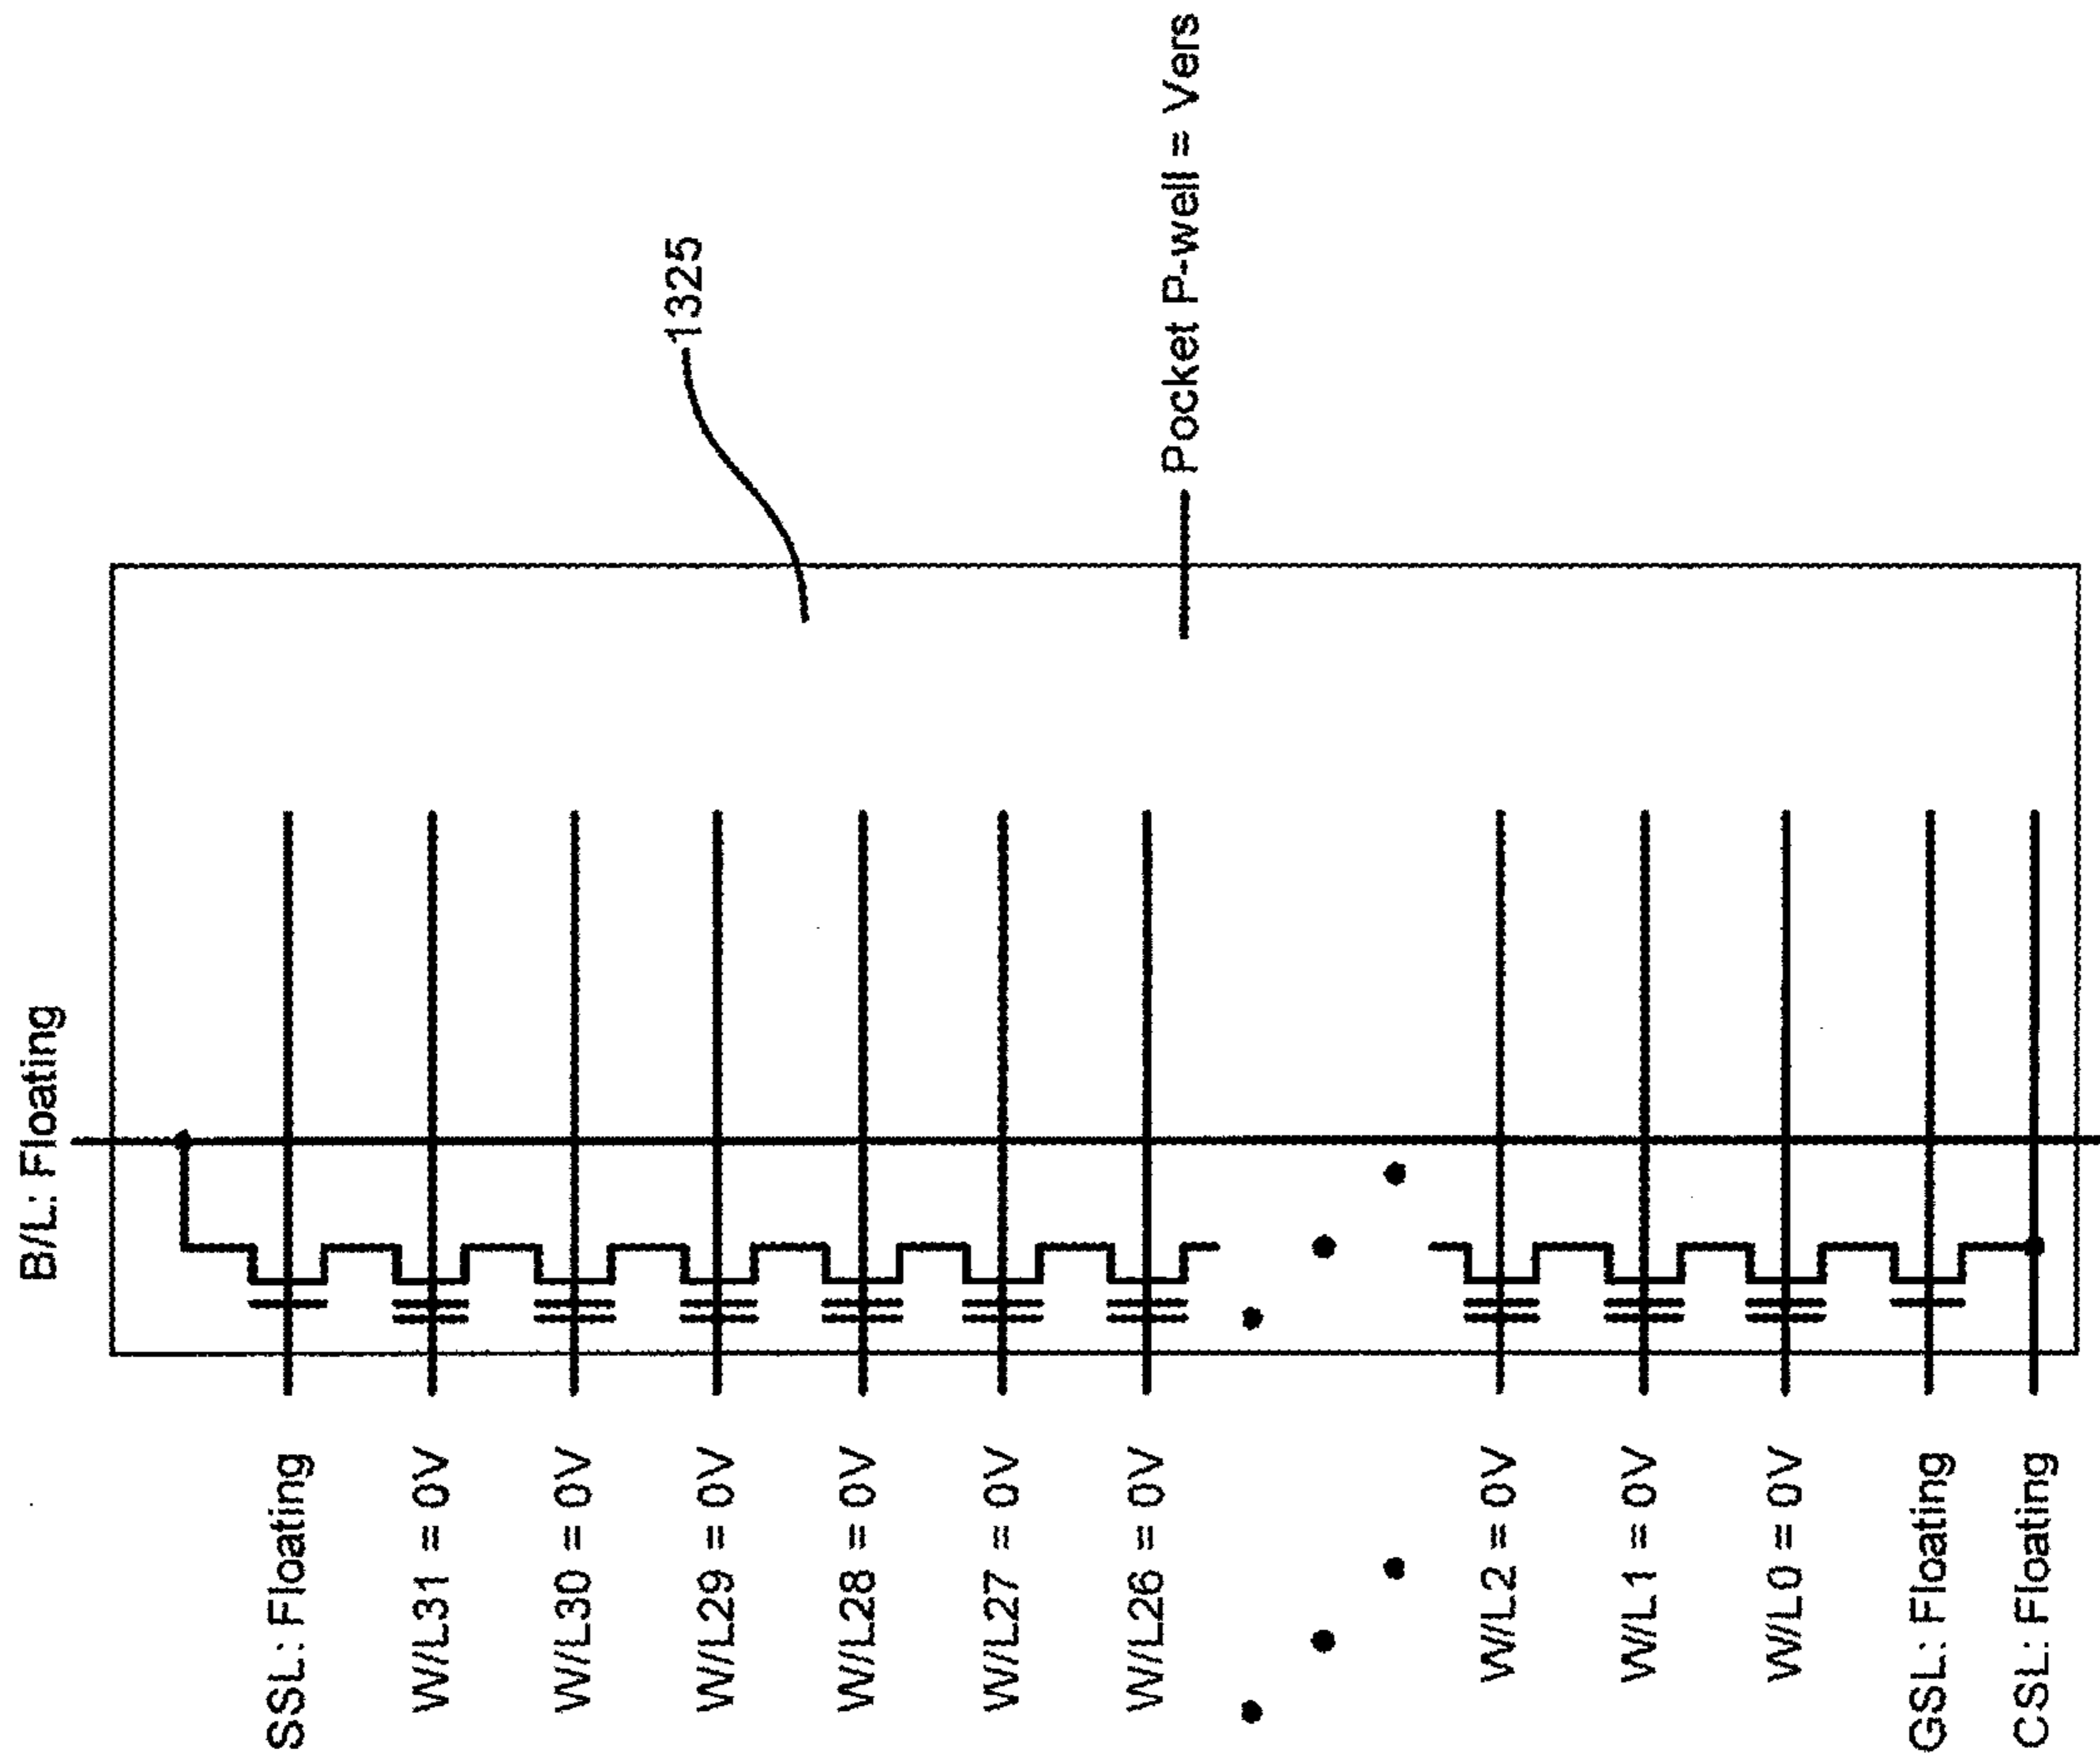 B/L: Floating
1325
Pocket P-well = Vers
SSL: Floating
W/L31 = 0V
W/L30 = 0V
W/L29 = 0V
W/L28 = 0V
W/L27 = 0V
W/L26 = 0V
W/L2 = 0V
W/L1 = 0V
W/L0 = 0V
GSL: Floating
CSL: Floating